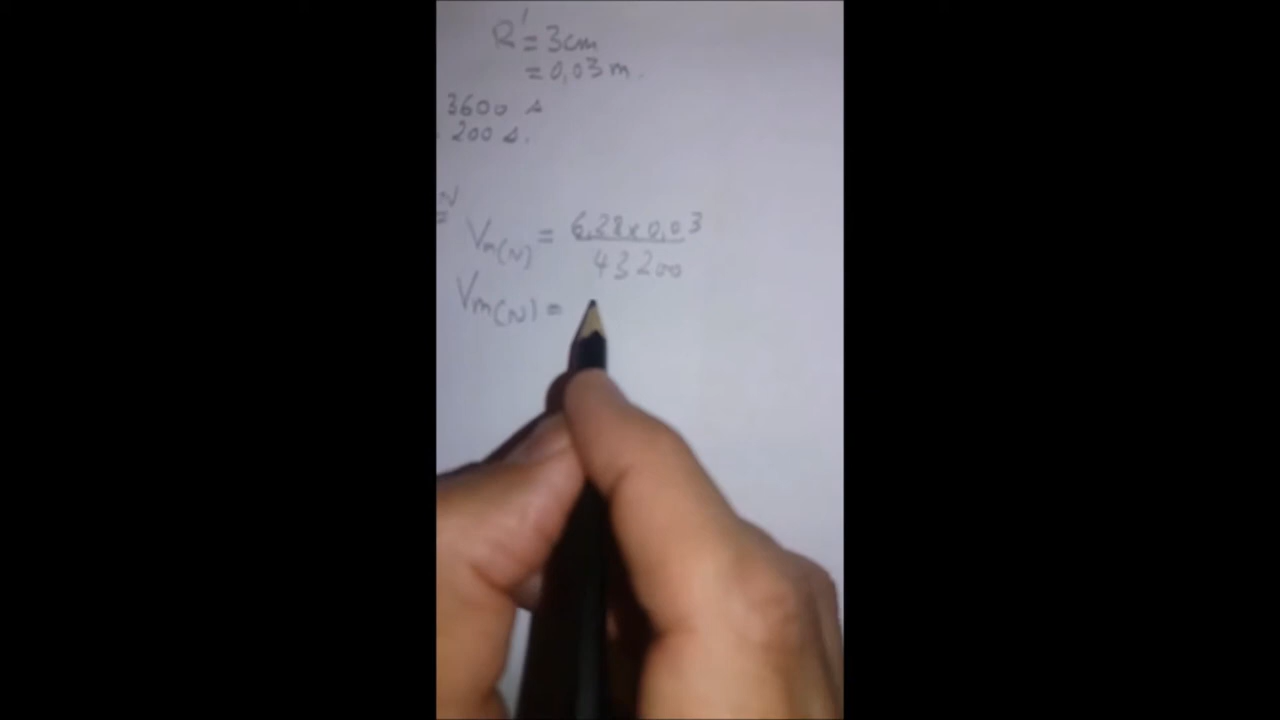 R' = 3cm
= 0,03 m.
3600 s
200 s.
N
=
Vm(N) = 6,28 x 0,03
43200
Vm(N) =